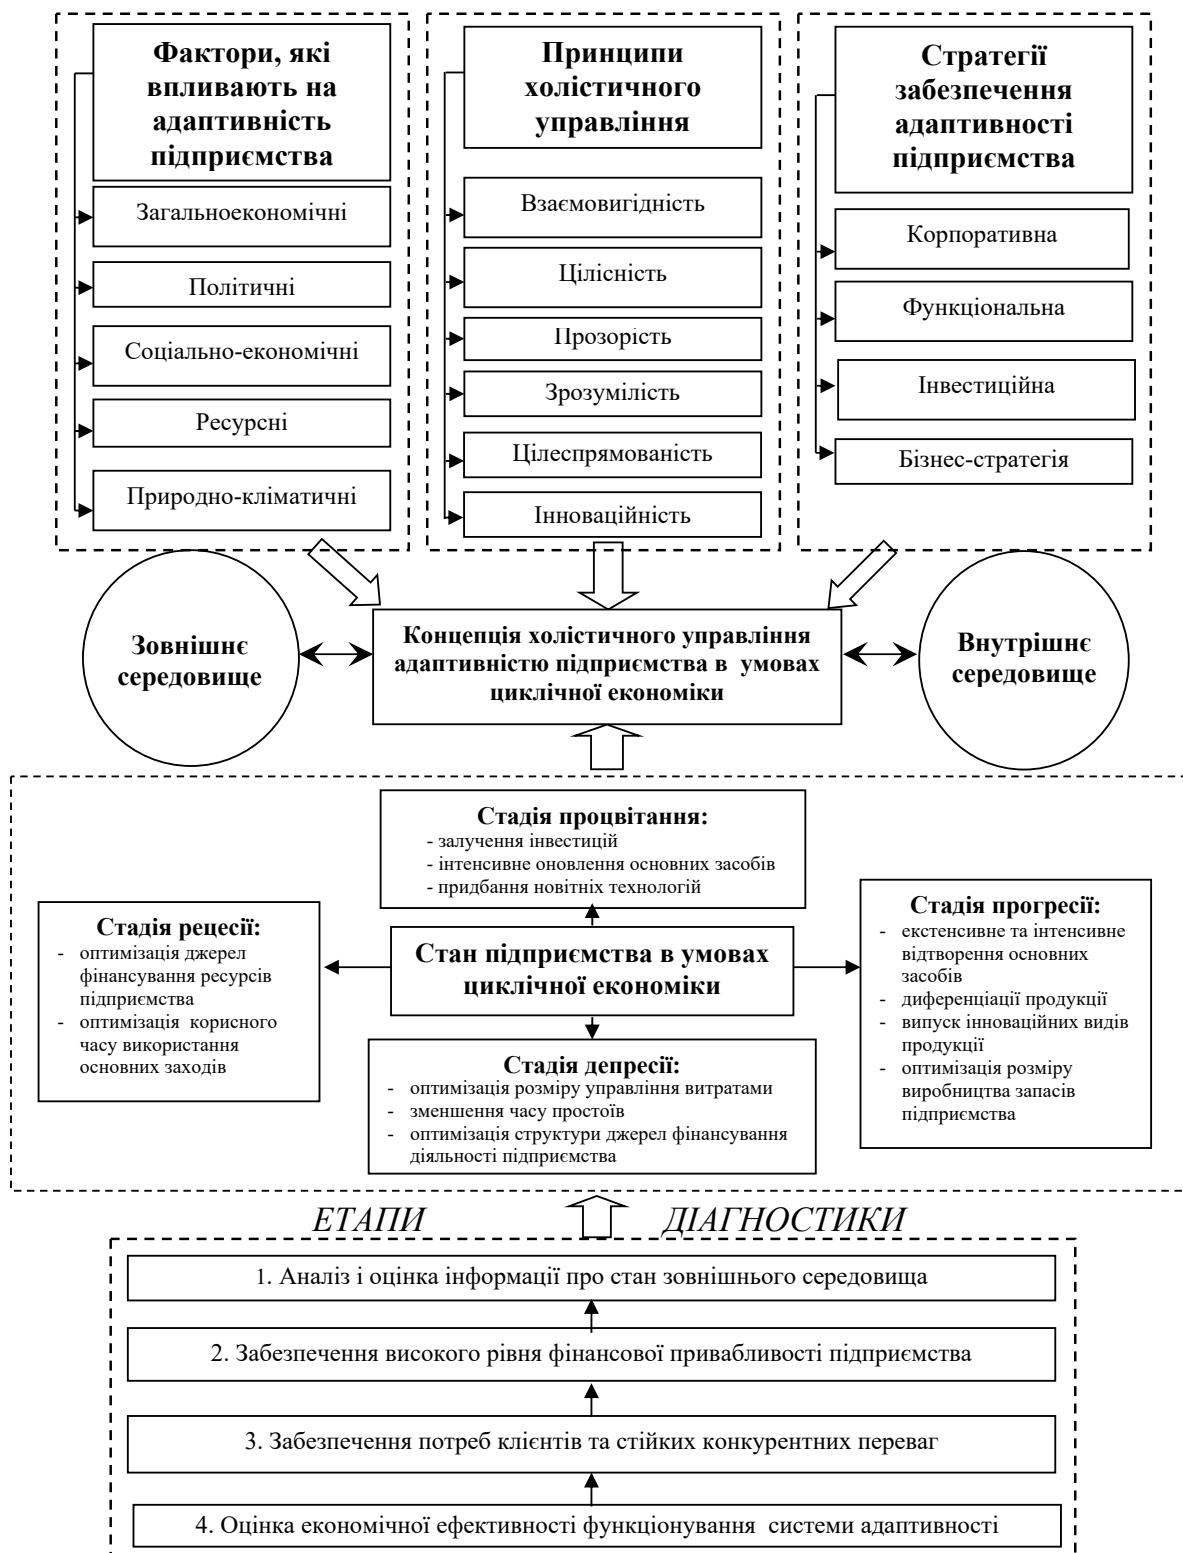 Фактори, які
впливають на
адаптивність
підприємства
Загальноекономічні
Політичні
Соціально-економічні
Ресурсні
Природно-кліматичні
Принципи
холістичного
управління
Взаємовигідність
Цілісність
Прозорість
Зрозумілість
Цілеспрямованість
Інноваційність
Стратегії
забезпечення
адаптивності
підприємства
Корпоративна
Функціональна
Інвестиційна
Бізнес-стратегія
Зовнішнє
середовище
Концепція холістичного управління
адаптивністю підприємства в умовах
циклічної економіки
Внутрішнє
середовище
Стадія процвітання:
- залучення інвестицій
- інтенсивне оновлення основних засобів
- придбання новітніх технологій
Стадія рецесії:
- оптимізація джерел
фінансування ресурсів
підприємства
- оптимізація корисного
часу використання
основних заходів
Стан підприємства в умовах
циклічної економіки
Стадія прогресії:
- екстенсивне та інтенсивне
відтворення основних
засобів
- диференціації продукції
- випуск інноваційних видів
продукції
- оптимізація розміру
виробництва запасів
підприємства
Стадія депресії:
- оптимізація розміру управління витратами
- зменшення часу простоїв
- оптимізація структури джерел фінансування
діяльності підприємства
ЕТАПИ ДІАГНОСТИКИ
1. Аналіз і оцінка інформації про стан зовнішнього середовища
2. Забезпечення високого рівня фінансової привабливості підприємства
3. Забезпечення потреб клієнтів та стійких конкурентних переваг
4. Оцінка економічної ефективності функціонування системи адаптивності